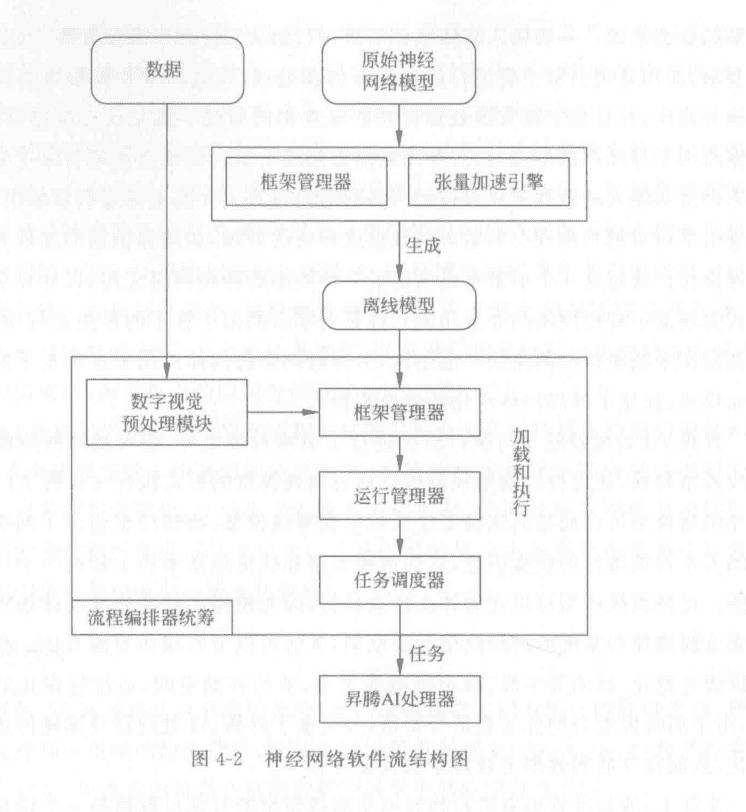 数据
原始神经
网络模型
框架管理器
张量加速引擎
生成
离线模型
数字视觉
预处理模块
框架管理器
加载和执行
运行管理器
任务调度器
流程编排器统筹
任务
昇腾AI处理器
图 4-2 神经网络软件流结构图